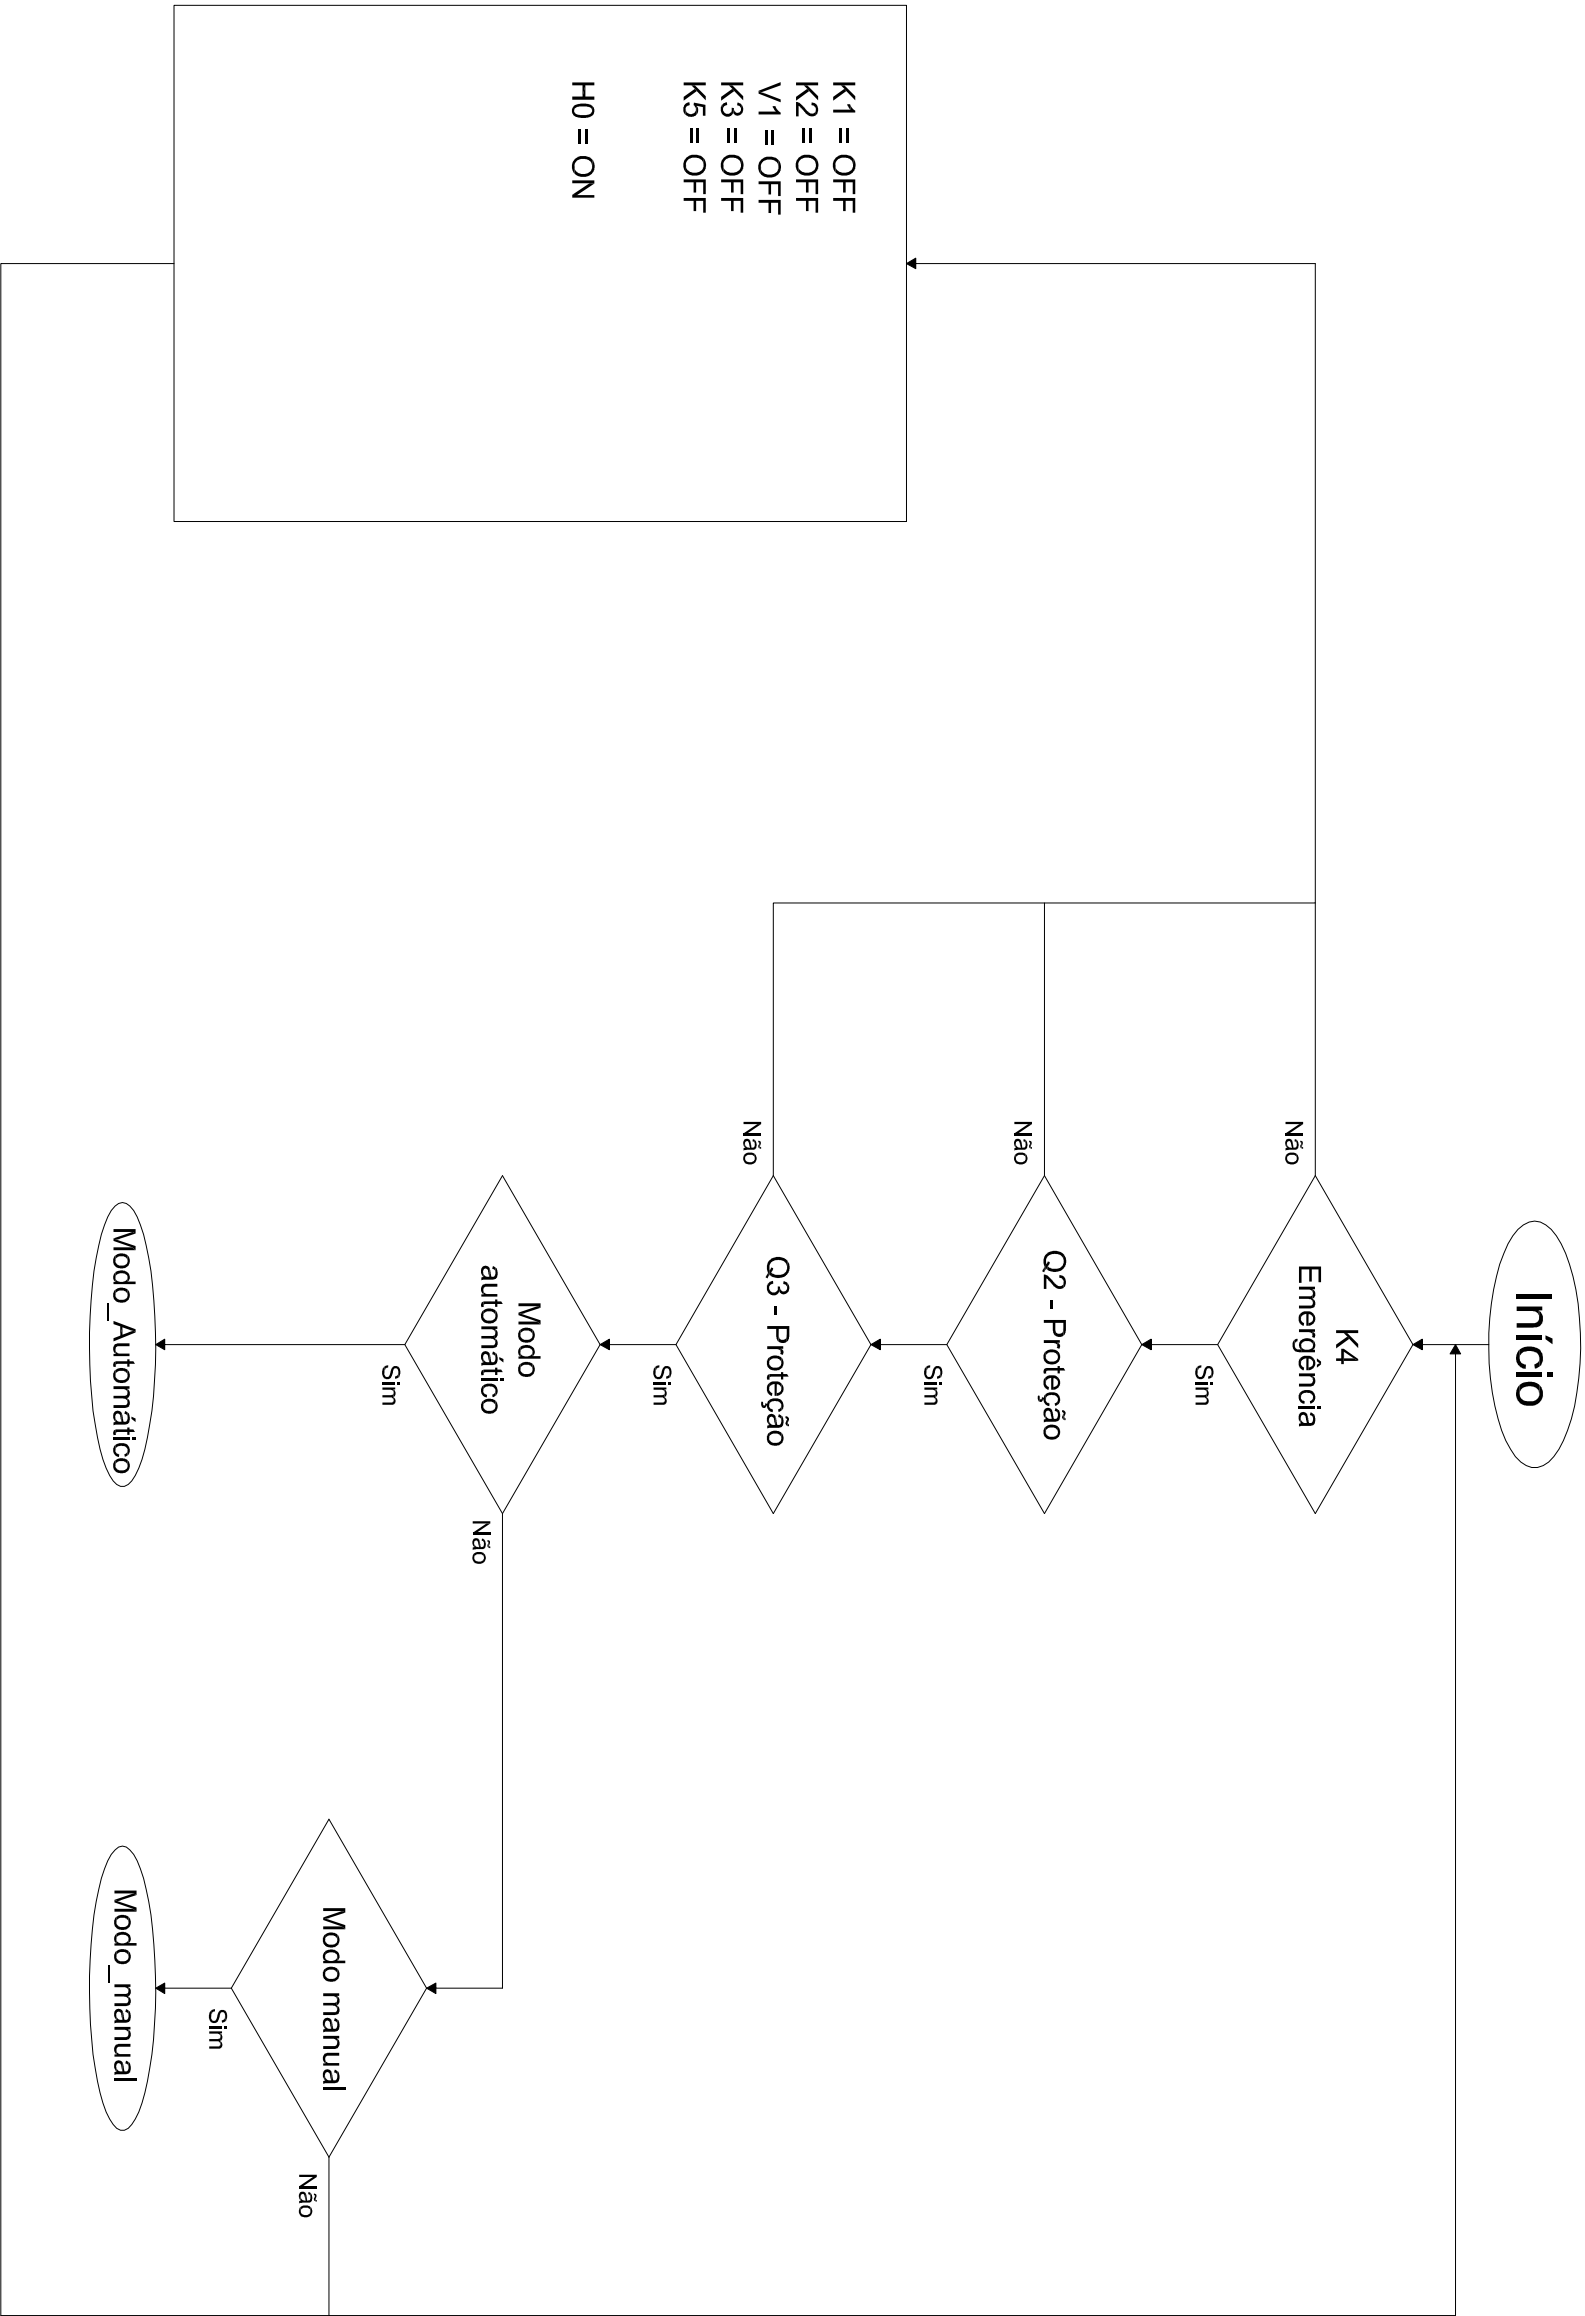 Início
K4
Emergência
Não
Sim
Q2 - Proteção
Não
Sim
Q3 - Proteção
Não
Sim
K1 = OFF
K2 = OFF
V1 = OFF
K3 = OFF
K5 = OFF
H0 = ON
Modo
automático
Não
Sim
Modo manual
Não
Sim
Modo_Automático
Modo_manual